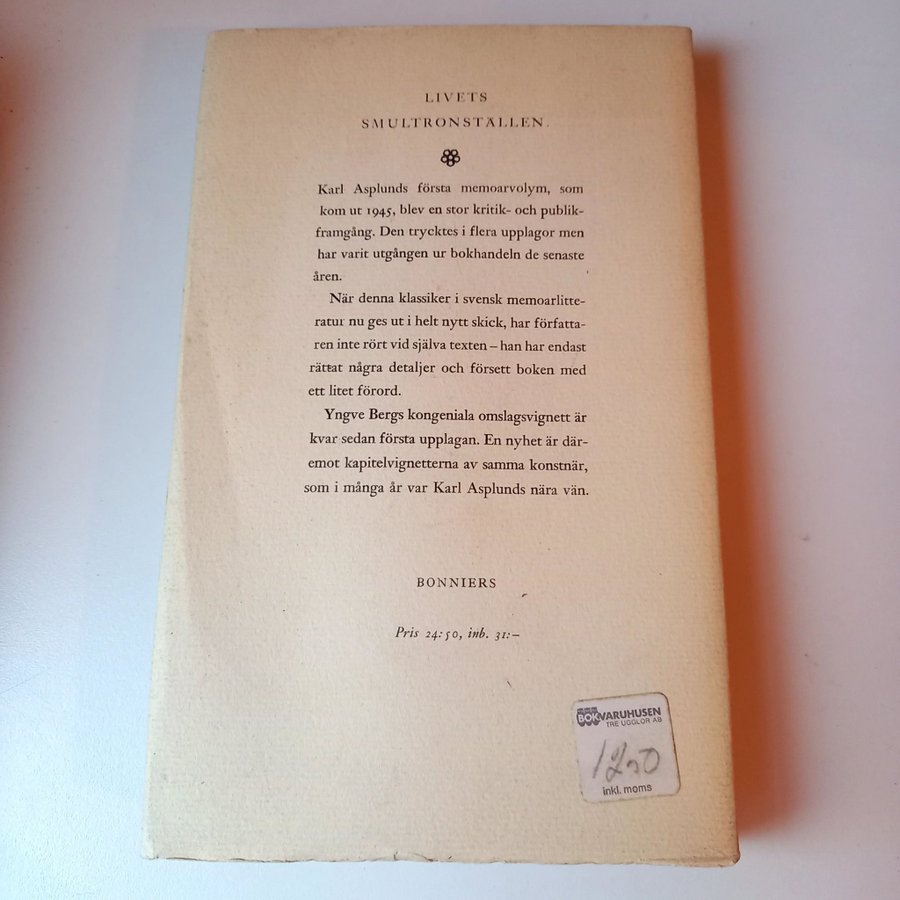 LIVETS
SMULTRONSTÄLLEN.
Karl Asplunds första memoarvolym, som
kom ut 1945, blev en stor kritik- och publik-
framgång. Den trycktes i flera upplagor men
har varit utgången ur bokhandeln de senaste
åren.
När denna klassiker i svensk memoarlitte-
ratur nu ges ut i helt nytt skick, har författa-
ren inte rört vid själva texten – han har endast
rättat några detaljer och försett boken med
ett litet förord.
Yngve Bergs kongeniala omslagsvignett är
kvar sedan första upplagan. En nyhet är där-
emot kapitelvignetterna av samma konstnär,
som i många år var Karl Asplunds nära vän.
BONNIERS
Pris 24:50, inb. 31:–
BOKVARUHUSEN
TRE UGGLOR AB
1250
inkl. moms